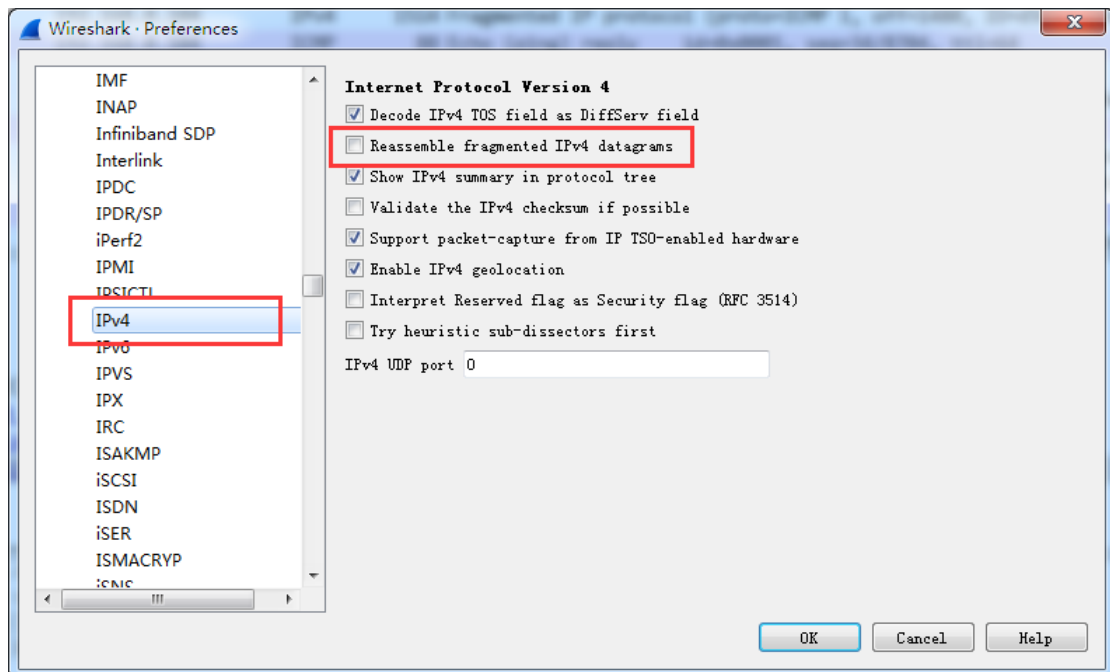 Wireshark · Preferences
IMF
INAP
Infiniband SDP
Interlink
IPDC
IPDR/SP
iPerf2
IPMI
IPSICTL
IPv4
IPv6
IPVS
IPX
IRC
ISAKMP
iSCSI
ISDN
iSER
ISMACRYP
iSNS
Internet Protocol Version 4
Decode IPv4 TOS field as DiffServ field
Reassemble fragmented IPv4 datagrams
Show IPv4 summary in protocol tree
Validate the IPv4 checksum if possible
Support packet-capture from IP TSO-enabled hardware
Enable IPv4 geolocation
Interpret Reserved flag as Security flag (RFC 3514)
Try heuristic sub-dissectors first
IPv4 UDP port 0
OK Cancel Help